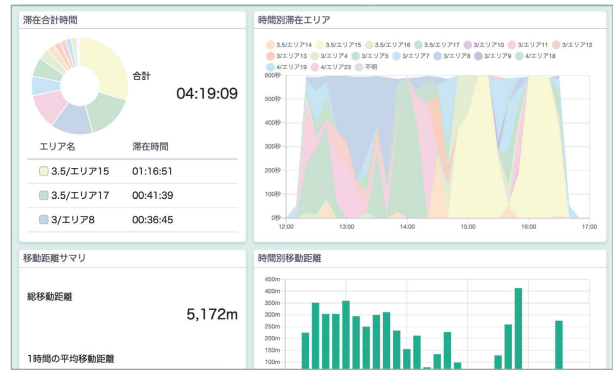 滞在合計時間
合計
04:19:09
エリア名 滞在時間
3.5/エリア15 01:16:51
3.5/エリア17 00:41:39
3/エリア8 00:36:45
時間別滞在エリア
3.5/エリア14 3.5/エリア15 3.5/エリア16 3.5/エリア17 3/エリア10 3/エリア11 3/エリア12
3/エリア13 3/エリア4 3/エリア5 3/エリア7 3/エリア8 3/エリア9 4/エリア18
4/エリア19 4/エリア23 不明
600秒
500秒
400秒
300秒
200秒
100秒
0秒
12:00 13:00 14:00 15:00 16:00 17:00
移動距離サマリ
総移動距離
5,172m
1時間の平均移動距離
時間別移動距離
450m
400m
350m
300m
250m
200m
150m
100m